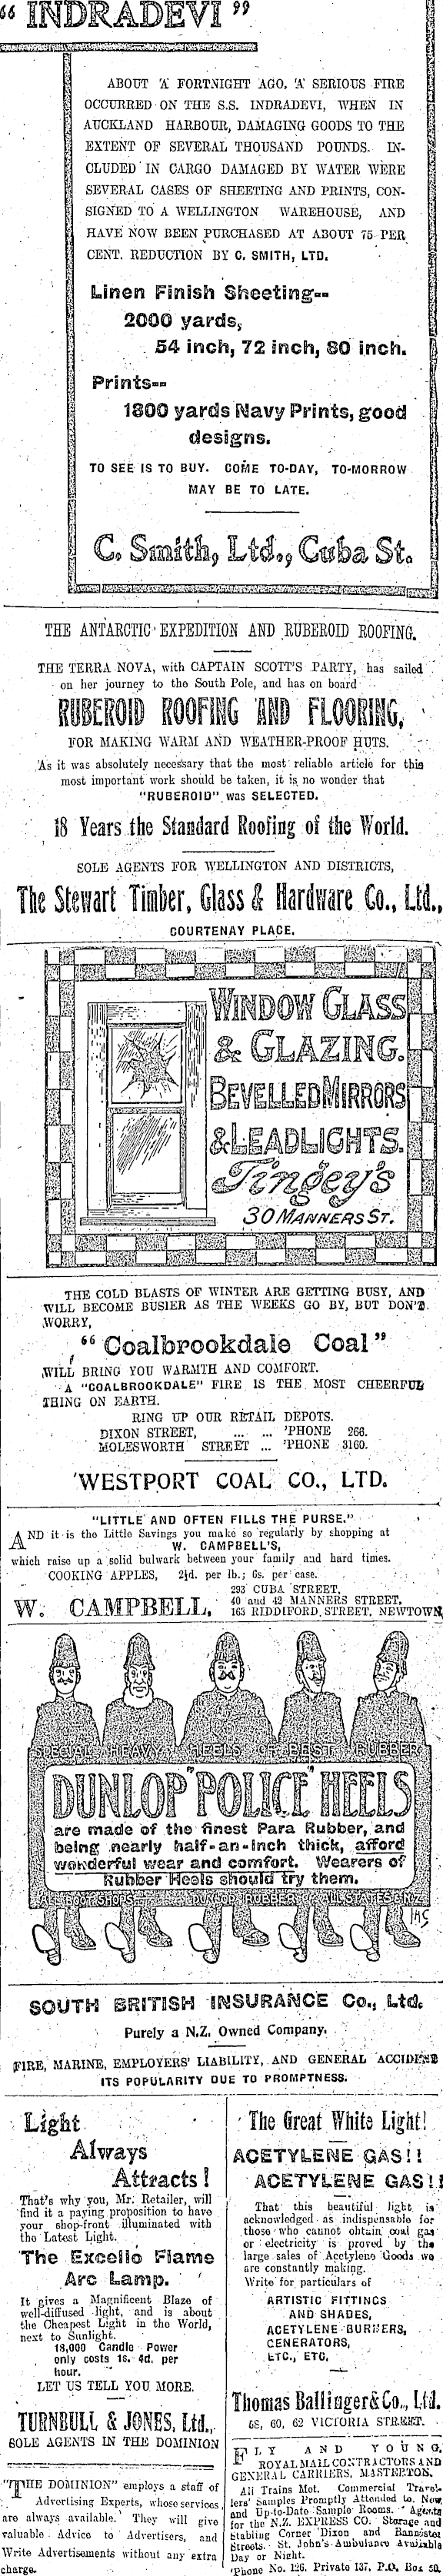 " INDRADEVI "
ABOUT A FORTNIGHT AGO, A SERIOUS FIRE
OCCURRED ON THE S.S. INDRADEVI, WHEN IN
AUCKLAND HARBOUR, DAMAGING GOODS TO THE
EXTENT OF SEVERAL THOUSAND POUNDS. IN-
CLUDED IN CARGO DAMAGED BY WATER WERE
SEVERAL CASES OF SHEETING AND PRINTS, CON-
SIGNED TO A WELLINGTON WAREHOUSE, AND
HAVE NOW BEEN PURCHASED AT ABOUT 75 PER
CENT. REDUCTION BY C. SMITH, LTD.
Linen Finish Sheeting--
2000 yards,
54 inch, 72 inch, 80 inch.
Prints--
1800 yards Navy Prints, good
designs.
TO SEE IS TO BUY. COME TO-DAY, TO-MORROW
MAY BE TO LATE.
C. Smith, Ltd., Cuba St.
THE ANTARCTIC EXPEDITION AND RUBEROID ROOFING.
THE TERRA NOVA, with CAPTAIN SCOTT'S PARTY, has sailed
on her journey to the South Pole, and has on board
RUBEROID ROOFING AND FLOORING,
FOR MAKING WARM AND WEATHER-PROOF HUTS.
As it was absolutely necessary that the most reliable article for this
most important work should be taken, it is no wonder that
"RUBEROID" was SELECTED.
18 Years the Standard Roofing of the World.
SOLE AGENTS FOR WELLINGTON AND DISTRICTS,
The Stewart Timber, Glass & Hardware Co., Ltd.,
COURTENAY PLACE.
WINDOW GLASS
& GLAZING.
BEVELLED MIRRORS
& LEADLIGHTS.
Tingey's
30 MANNERS ST.
THE COLD BLASTS OF WINTER ARE GETTING BUSY, AND
WILL BECOME BUSIER AS THE WEEKS GO BY, BUT DON'T
WORRY,
"Coalbrookdale Coal"
WILL BRING YOU WARMTH AND COMFORT.
A "COALBROOKDALE" FIRE IS THE MOST CHEERFUL
THING ON EARTH.
RING UP OUR RETAIL DEPOTS.
DIXON STREET, ... ... 'PHONE 266.
MOLESWORTH STREET ... 'PHONE 3160.
WESTPORT COAL CO., LTD.
"LITTLE AND OFTEN FILLS THE PURSE."
AND it is the Little Savings you make so regularly by shopping at
W. CAMPBELL'S,
which raise up a solid bulwark between your family and hard times.
COOKING APPLES, 2½d. per lb.; 6s. per case.
W. CAMPBELL,
293 CUBA STREET,
40 and 42 MANNERS STREET,
163 RIDDIFORD STREET, NEWTOWN
SPECIAL HEAVY HEELS OF BEST RUBBER
DUNLOP "POLICE" HEELS
are made of the finest Para Rubber, and
being nearly half-an-inch thick, afford
wonderful wear and comfort. Wearers of
Rubber Heels should try them.
DUNLOP RUBBER ALL STATES & N.Z.
SOUTH BRITISH INSURANCE Co., Ltd.
Purely a N.Z. Owned Company.
FIRE, MARINE, EMPLOYERS' LIABILITY, AND GENERAL ACCIDENT
ITS POPULARITY DUE TO PROMPTNESS.
Light
Always
Attracts!
That's why you, Mr. Retailer, will
find it a paying proposition to have
your shop-front illuminated with
the Latest Light.
The Excello Flame
Arc Lamp.
It gives a Magnificent Blaze of
well-diffused light, and is about
the Cheapest Light in the World,
next to Sunlight.
18,000 Candle Power
only costs 1s. 4d. per
hour.
LET US TELL YOU MORE.
TURNBULL & JONES, Ltd.,
SOLE AGENTS IN THE DOMINION
"THE DOMINION" employs a staff of
Advertising Experts, whose services
are always available. They will give
valuable Advice to Advertisers, and
Write Advertisements without any extra
charge.
The Great White Light!
ACETYLENE GAS!!
ACETYLENE GAS!!
That this beautiful light is
acknowledged as indispensable for
those who cannot obtain coal gas
or electricity is proved by the
large sales of Acetylene Goods we
are constantly making.
Write for particulars of
ARTISTIC FITTINGS
AND SHADES,
ACETYLENE BURNERS,
GENERATORS,
ETC., ETC.
Thomas Ballinger & Co., Ltd.
58, 60, 62 VICTORIA STREET.
FLY AND YOUNG,
ROYAL MAIL CONTRACTORS AND
GENERAL CARRIERS, MASTERTON.
All Trains Met. Commercial Travel-
lers' Samples Promptly Attended to. New
and Up-to-Date Sample Rooms. Agents
for the N.Z. EXPRESS CO. Storage and
Stabling Corner Dixon and Bannister
Streets. St. John's Ambulance Available
Day or Night.
'Phone No. 126. Private 137. P.O. Box 50.